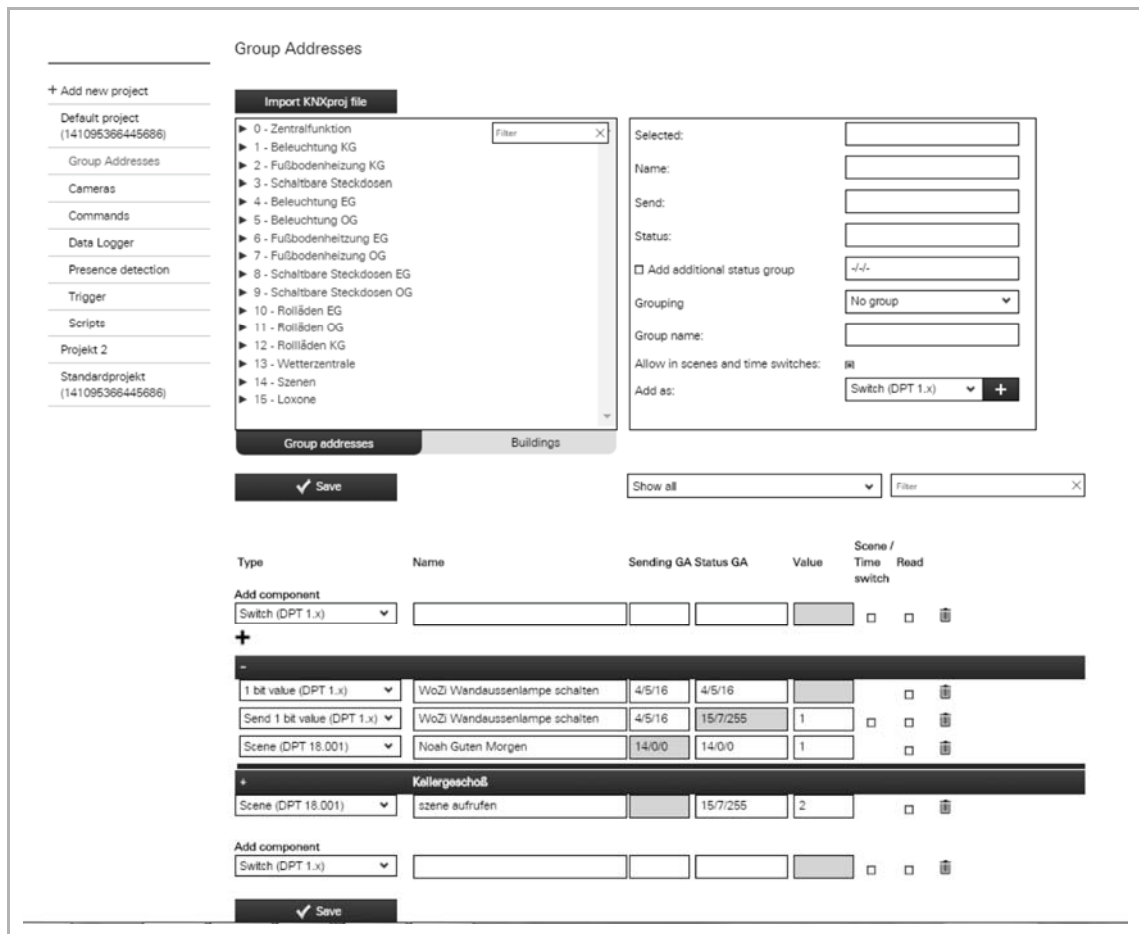 Group Addresses
+ Add new project
Default project
(141095366445686)
Group Addresses
Cameras
Commands
Data Logger
Presence detection
Trigger
Scripts
Projekt 2
Standardprojekt
(141095366445686)
Import KNXproj file
0 - Zentralfunktion
1 - Beleuchtung KG
2 - Fußbodenheizung KG
3 - Schaltbare Steckdosen
4 - Beleuchtung EG
5 - Beleuchtung OG
6 - Fußbodenheitzung EG
7 - Fußbodenheizung OG
8 - Schaltbare Steckdosen EG
9 - Schaltbare Steckdosen OG
10 - Rolläden EG
11 - Rolläden OG
12 - Rollläden KG
13 - Wetterzentrale
14 - Szenen
15 - Loxone
Filter
Group addresses
Buildings
Selected:
Name:
Send:
Status:
Add additional status group -/-/-
Grouping No group
Group name:
Allow in scenes and time switches:
Add as: Switch (DPT 1.x) +
Save
Show all
Filter
Type Name Sending GA Status GA Value Scene / Time switch Read
Add component
Switch (DPT 1.x)
+
-
1 bit value (DPT 1.x) WoZi Wandaussenlampe schalten 4/5/16 4/5/16
Send 1 bit value (DPT 1.x) WoZi Wandaussenlampe schalten 4/5/16 15/7/255 1
Scene (DPT 18.001) Noah Guten Morgen 14/0/0 14/0/0 1
+ Kellergeschoß
Scene (DPT 18.001) szene aufrufen 15/7/255 2
Add component
Switch (DPT 1.x)
Save